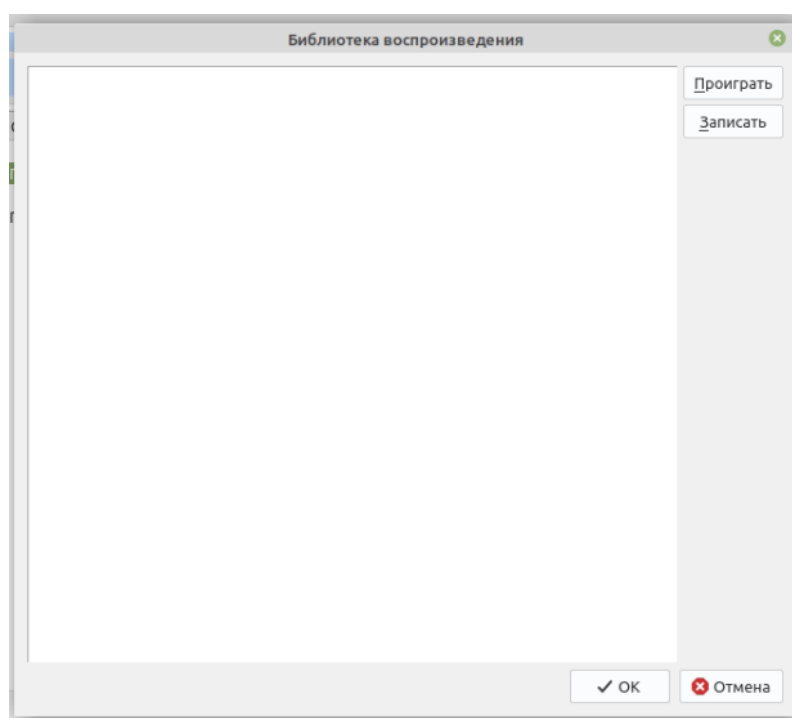 Библиотека воспроизведения
Проиграть
Записать
OK
Отмена